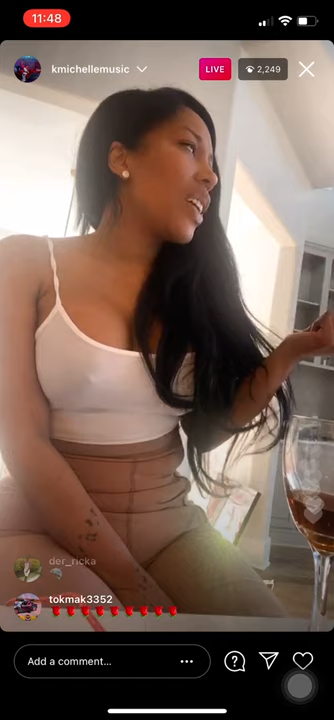 11:48
kmichellemusic
LIVE
2,249
der_ricka
tokmak3352
Add a comment...